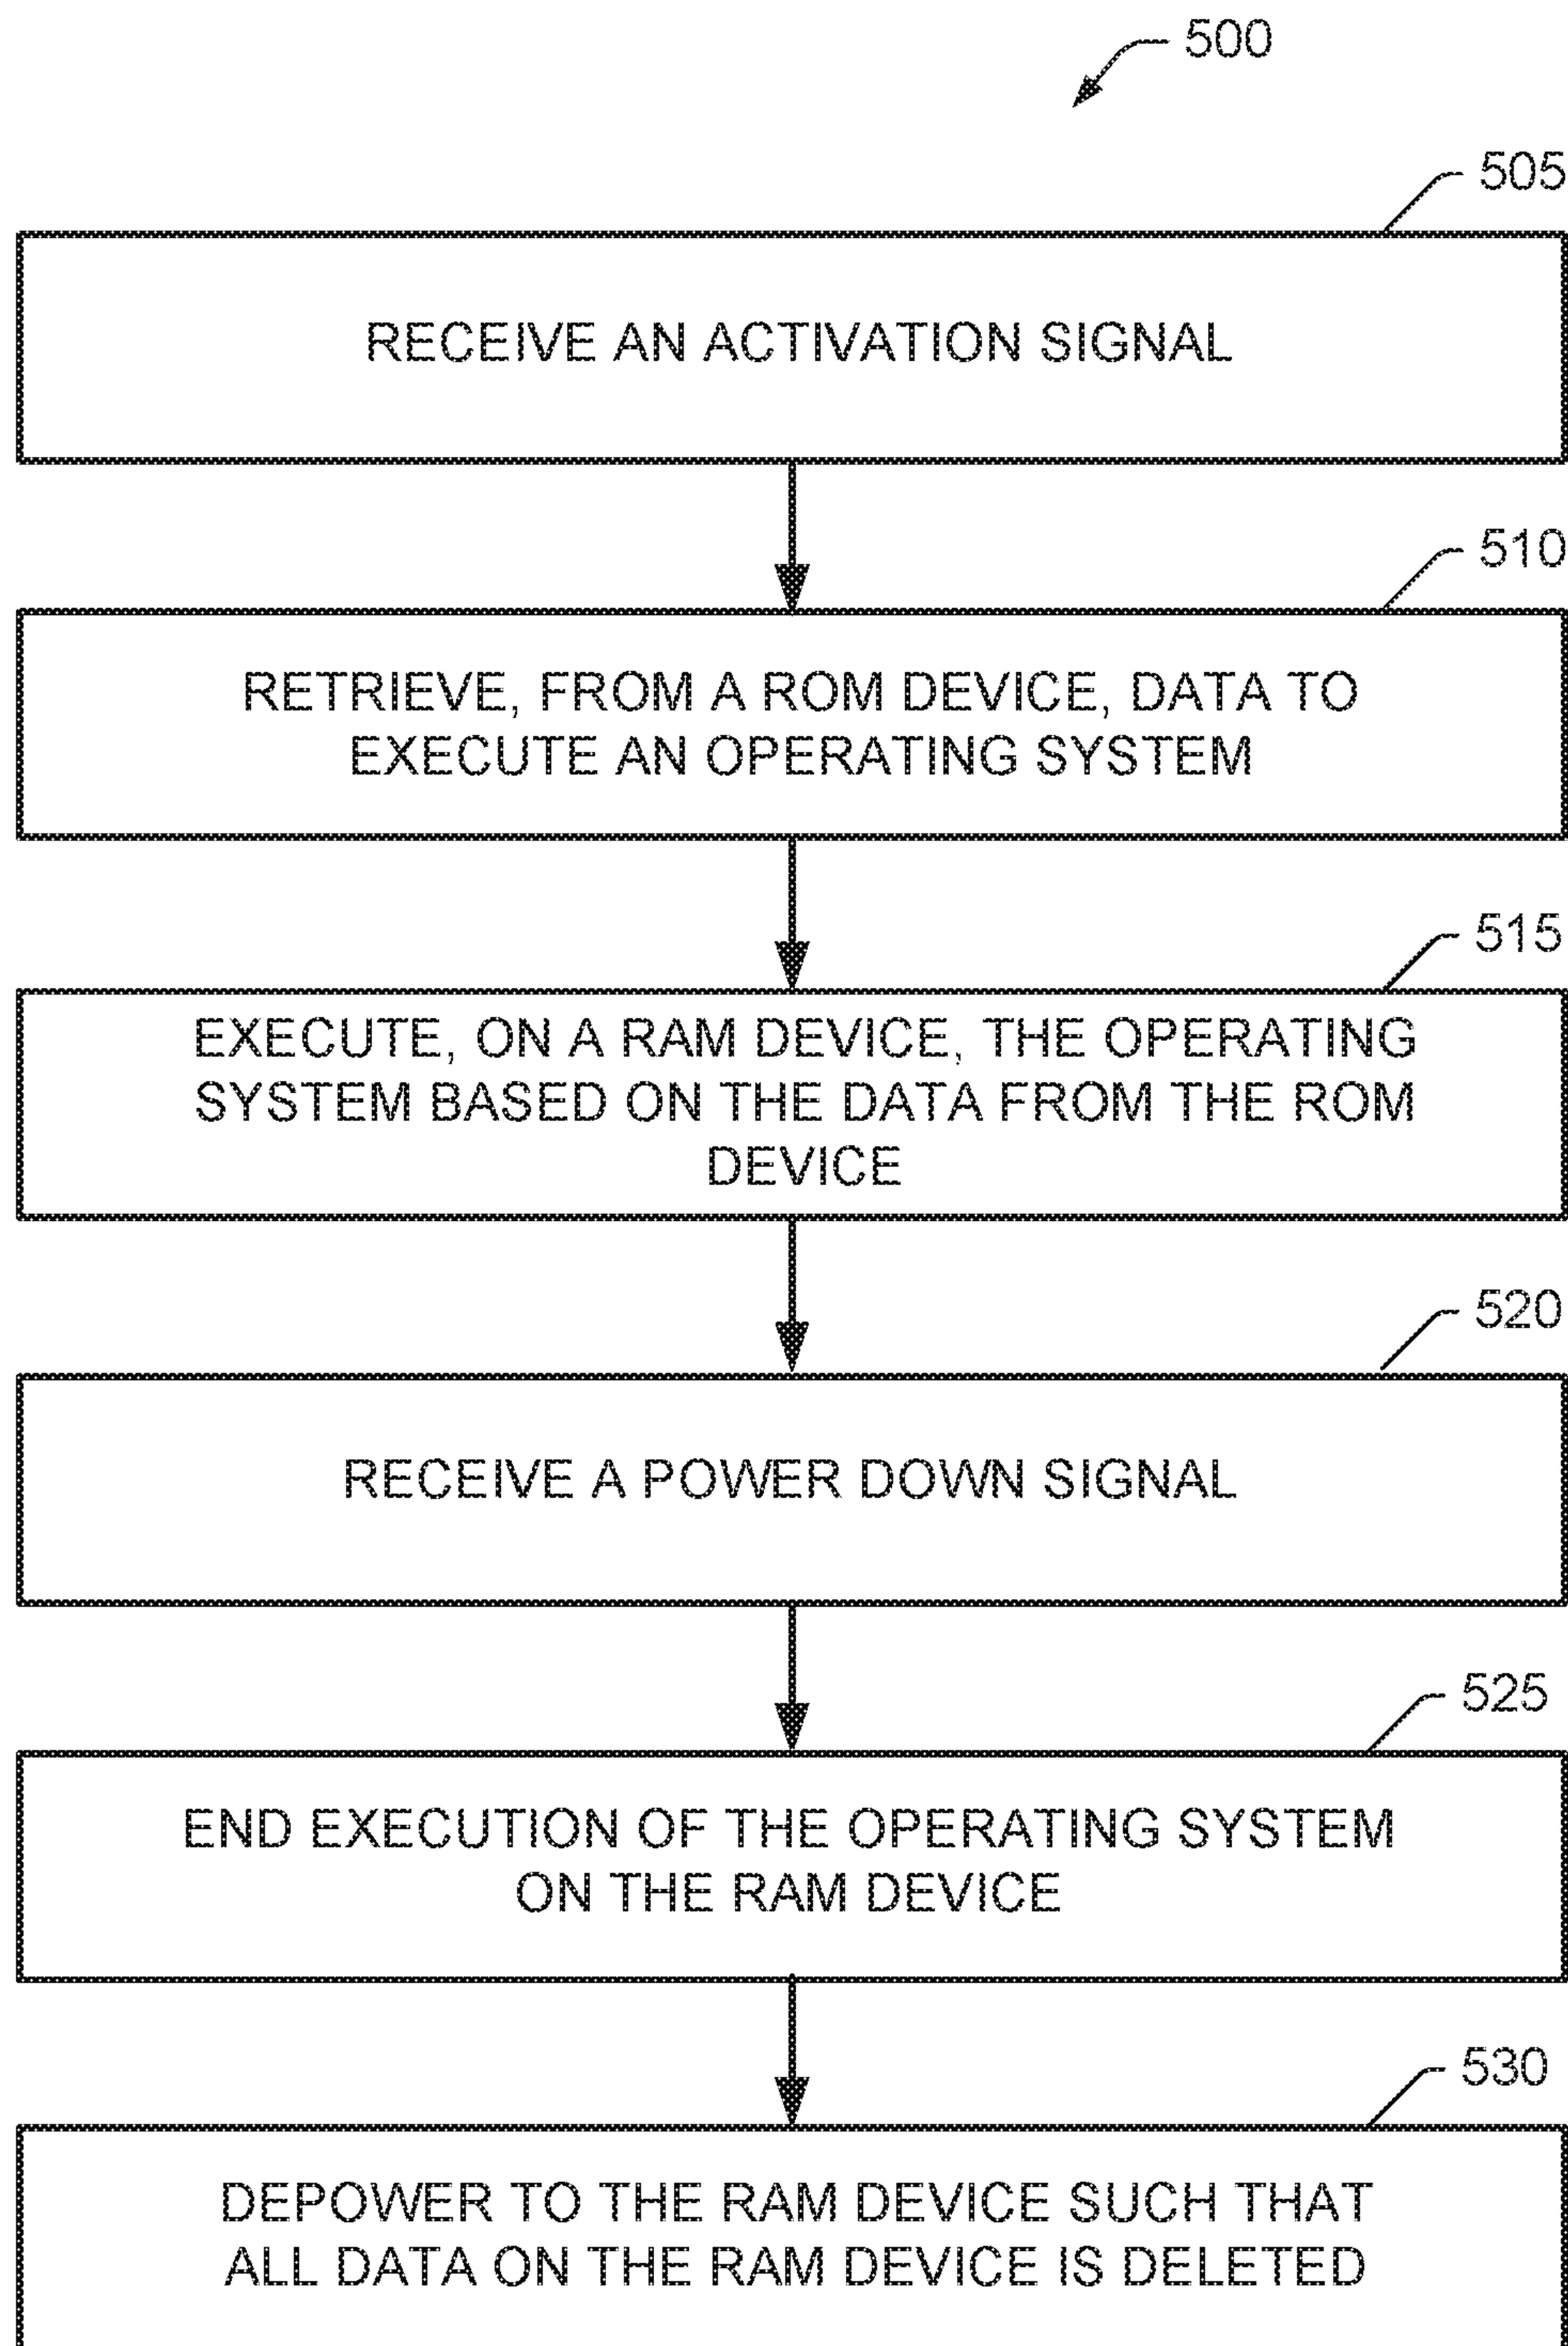 500
505
RECEIVE AN ACTIVATION SIGNAL
510
RETRIEVE, FROM A ROM DEVICE, DATA TO
EXECUTE AN OPERATING SYSTEM
515
EXECUTE, ON A RAM DEVICE, THE OPERATING
SYSTEM BASED ON THE DATA FROM THE ROM
DEVICE
520
RECEIVE A POWER DOWN SIGNAL
525
END EXECUTION OF THE OPERATING SYSTEM
ON THE RAM DEVICE
530
DEPOWER TO THE RAM DEVICE SUCH THAT
ALL DATA ON THE RAM DEVICE IS DELETED